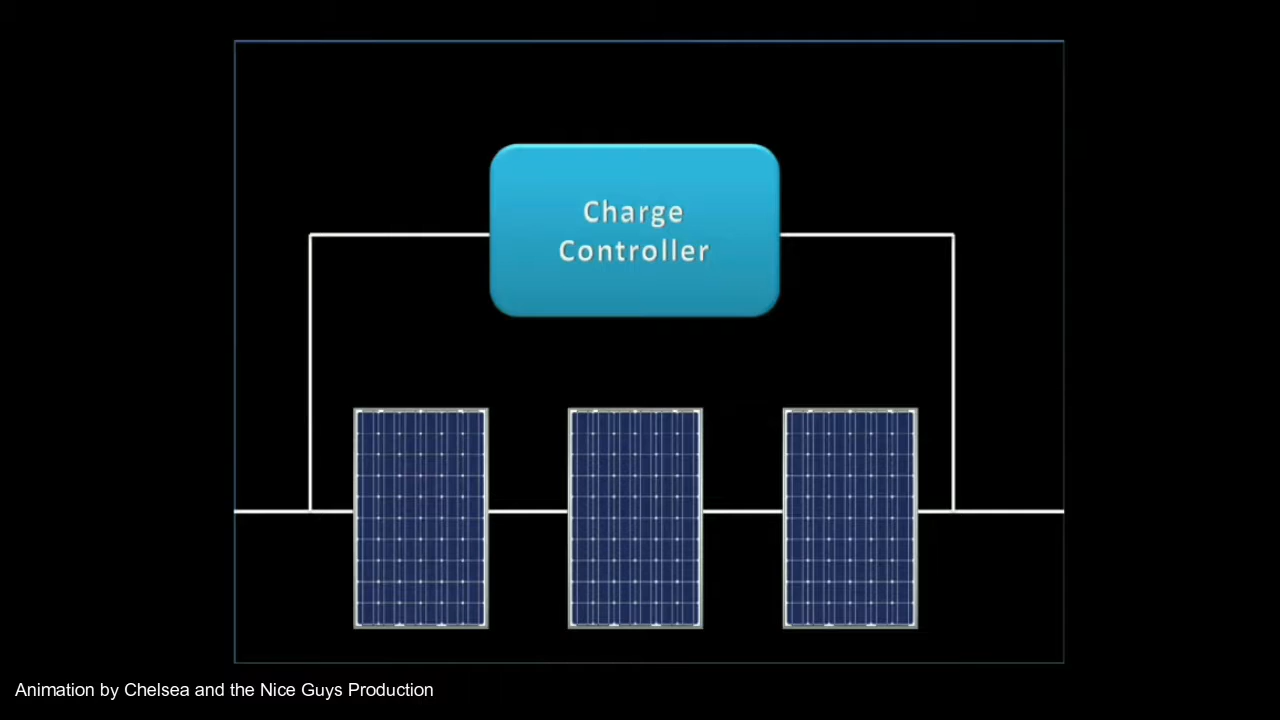 Charge
Controller
Animation by Chelsea and the Nice Guys Production